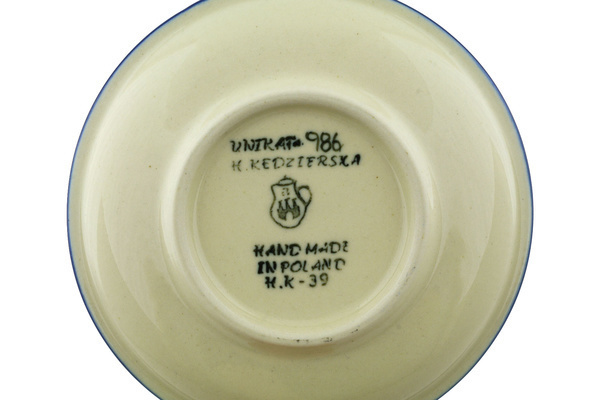 UNIKAT 986
H. KEDZIERSKA
HAND MADE
IN POLAND
H.K - 39